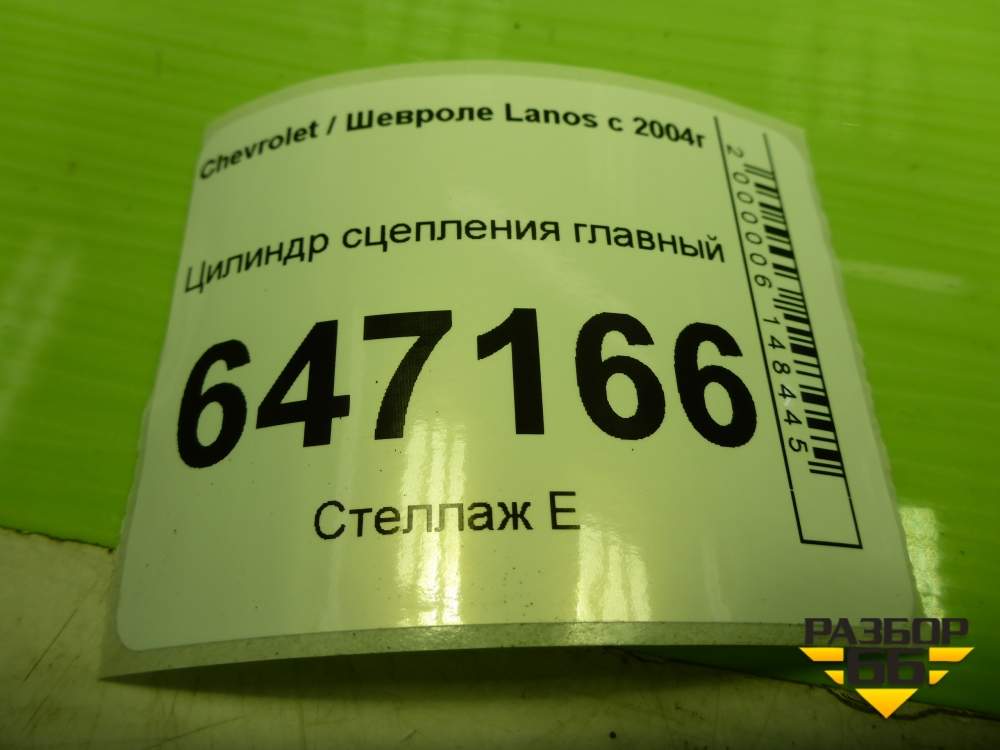 Chevrolet / Шевроле Lanos с 2004г
Цилиндр сцепления главный
647166
Стеллаж Е
2000006148445
РАЗБОР
66